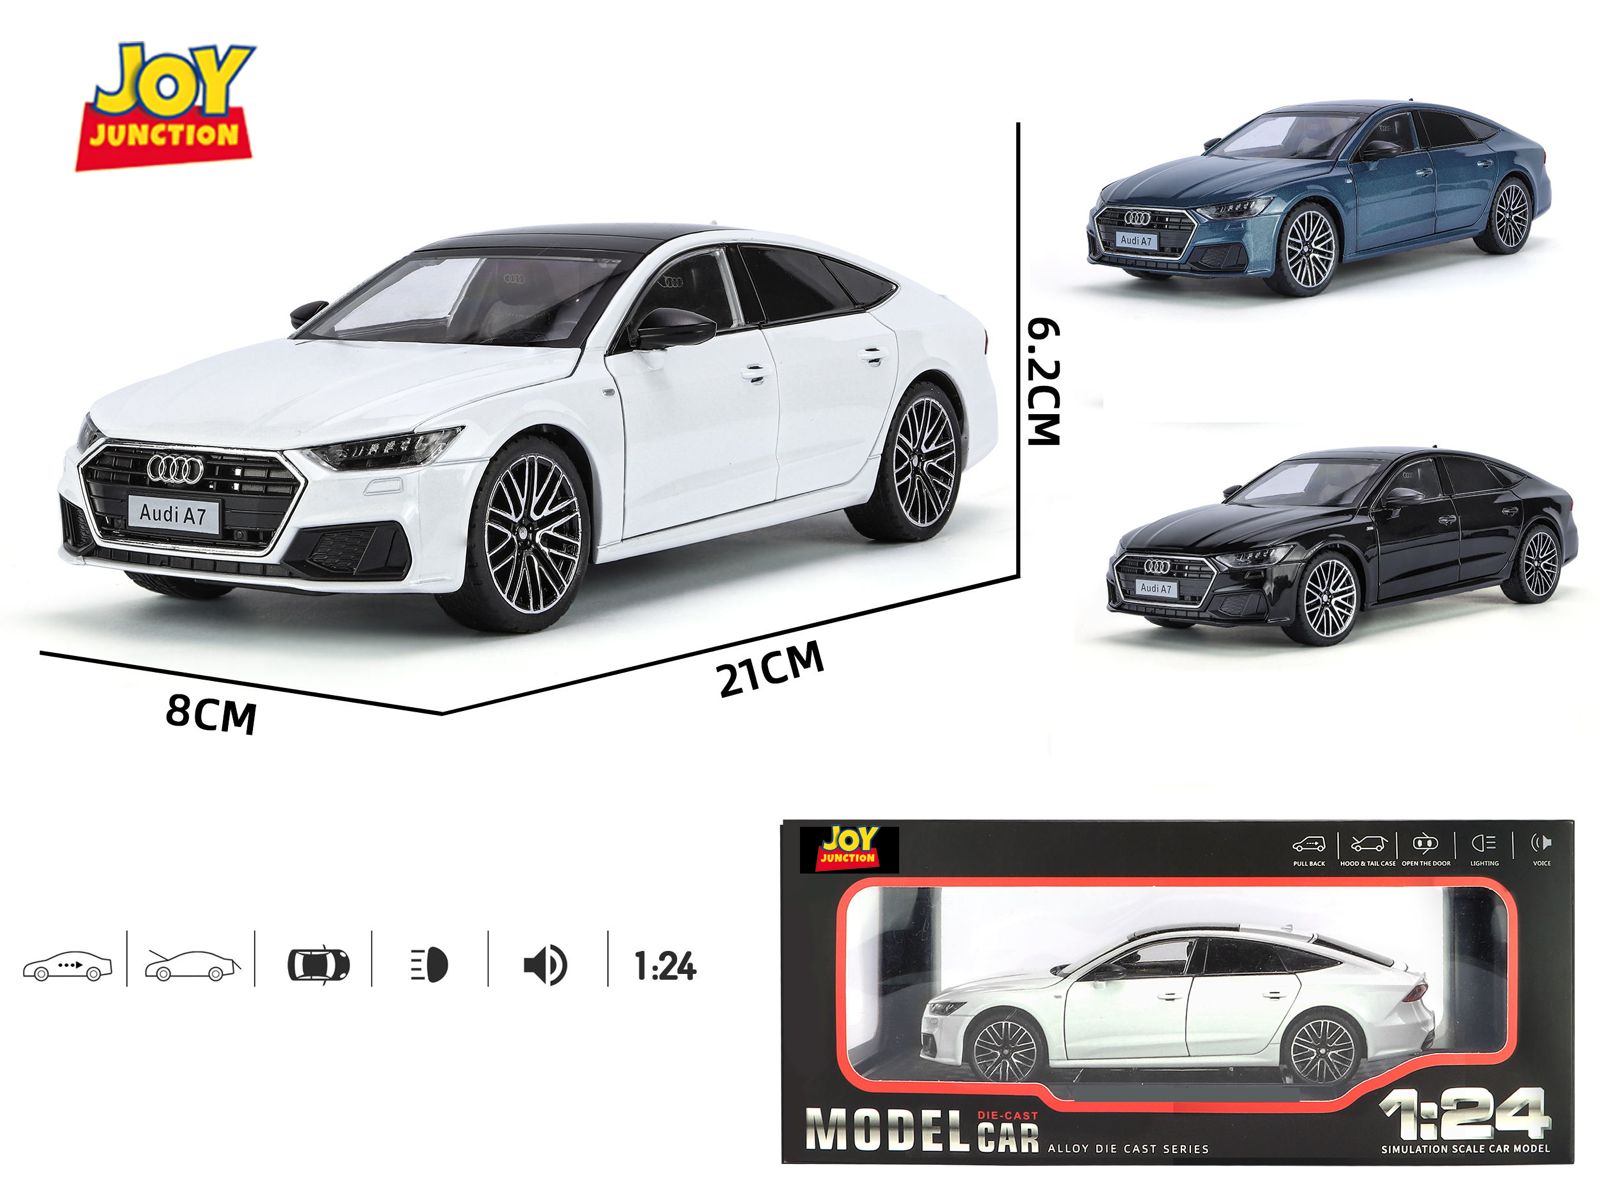 JOY
JUNCTION
Audi A7
8CM
21CM
6.2CM
Audi A7
Audi A7
1:24
JOY
JUNCTION
PULL BACK
HOOD & TAIL CASE
OPEN THE DOOR
LIGHTING
VOICE
MODEL DIE-CAST CAR
ALLOY DIE CAST SERIES
1:24
SIMULATION SCALE CAR MODEL